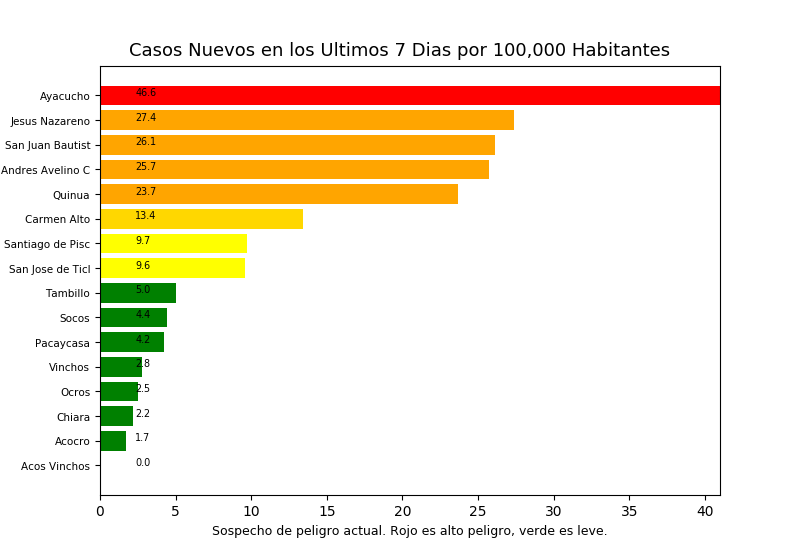 Casos Nuevos en los Ultimos 7 Dias por 100,000 Habitantes
Ayacucho 46.6
Jesus Nazareno 27.4
San Juan Bautist 26.1
Andres Avelino C 25.7
Quinua 23.7
Carmen Alto 13.4
Santiago de Pisc 9.7
San Jose de Ticl 9.6
Tambillo 5.0
Socos 4.4
Pacaycasa 4.2
Vinchos 2.8
Ocros 2.5
Chiara 2.2
Acocro 1.7
Acos Vinchos 0.0
0 5 10 15 20 25 30 35 40
Sospecho de peligro actual. Rojo es alto peligro, verde es leve.